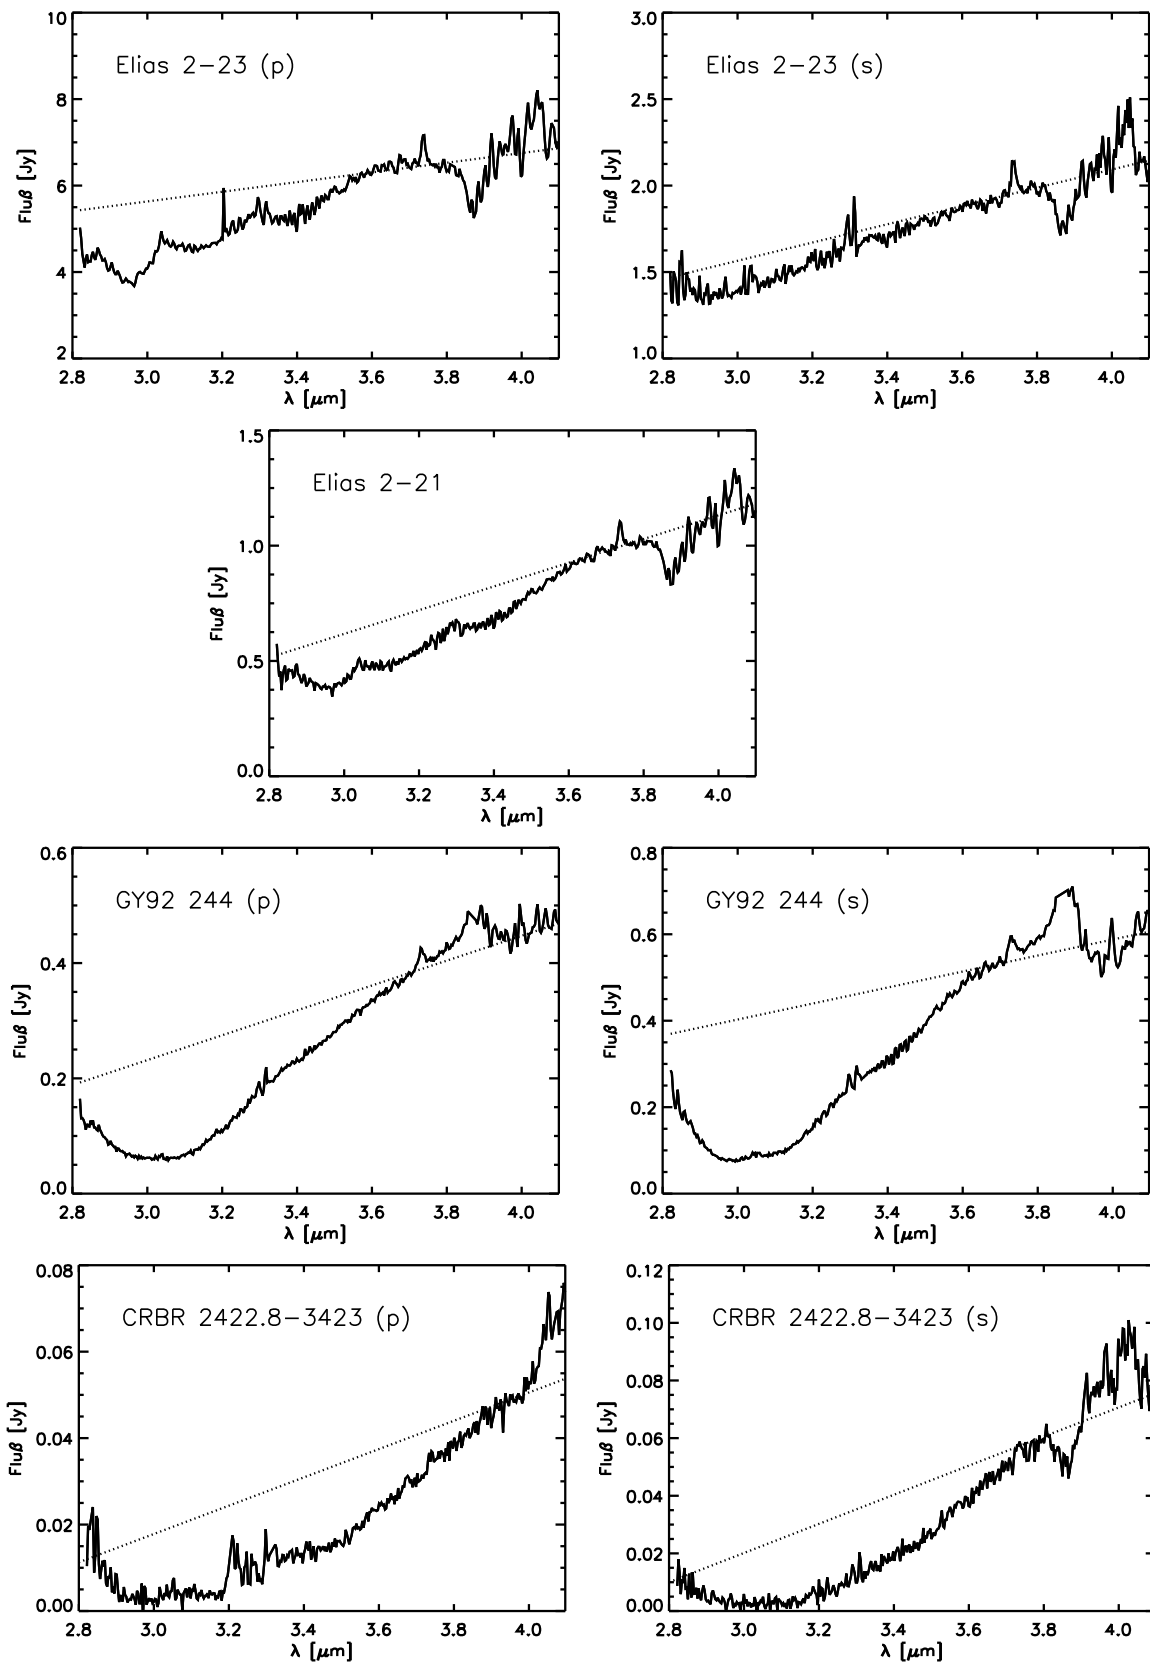 10
8
6
4
2
Fluß [Jy]
Elias 2−23 (p)
2.8 3.0 3.2 3.4 3.6 3.8 4.0
λ [μm]
3.0
2.5
2.0
1.5
1.0
Fluß [Jy]
Elias 2−23 (s)
2.8 3.0 3.2 3.4 3.6 3.8 4.0
λ [μm]
1.5
1.0
0.5
0.0
Fluß [Jy]
Elias 2−21
2.8 3.0 3.2 3.4 3.6 3.8 4.0
λ [μm]
0.6
0.4
0.2
0.0
Fluß [Jy]
GY92 244 (p)
2.8 3.0 3.2 3.4 3.6 3.8 4.0
λ [μm]
0.8
0.6
0.4
0.2
0.0
Fluß [Jy]
GY92 244 (s)
2.8 3.0 3.2 3.4 3.6 3.8 4.0
λ [μm]
0.08
0.06
0.04
0.02
0.00
Fluß [Jy]
CRBR 2422.8−3423 (p)
2.8 3.0 3.2 3.4 3.6 3.8 4.0
λ [μm]
0.12
0.10
0.08
0.06
0.04
0.02
0.00
Fluß [Jy]
CRBR 2422.8−3423 (s)
2.8 3.0 3.2 3.4 3.6 3.8 4.0
λ [μm]